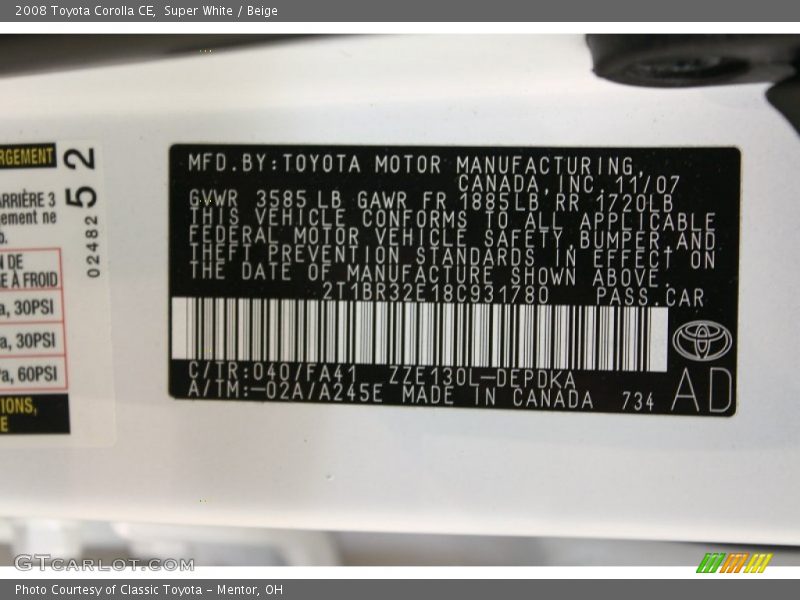 2008 Toyota Corolla CE, Super White / Beige
RGEMENT
52
02482
ARRIÈRE 3
ement ne
N DE
E À FROID
a, 30PSI
a, 30PSI
a, 60PSI
TIONS,
E
MFD.BY:TOYOTA MOTOR MANUFACTURING,
CANADA,INC. 11/07
GVWR 3585 LB GAWR FR 1885LB RR 1720LB
THIS VEHICLE CONFORMS TO ALL APPLICABLE
FEDERAL MOTOR VEHICLE SAFETY,BUMPER,AND
THEFT PREVENTION STANDARDS IN EFFECT ON
THE DATE OF MANUFACTURE SHOWN ABOVE.
2T1BR32E18C931780 PASS.CAR
C/TR:040/FA41 ZZE130L-DEPDKA
A/TM:-02A/A245E MADE IN CANADA 734
AD
GTCARLOT.COM
Photo Courtesy of Classic Toyota - Mentor, OH